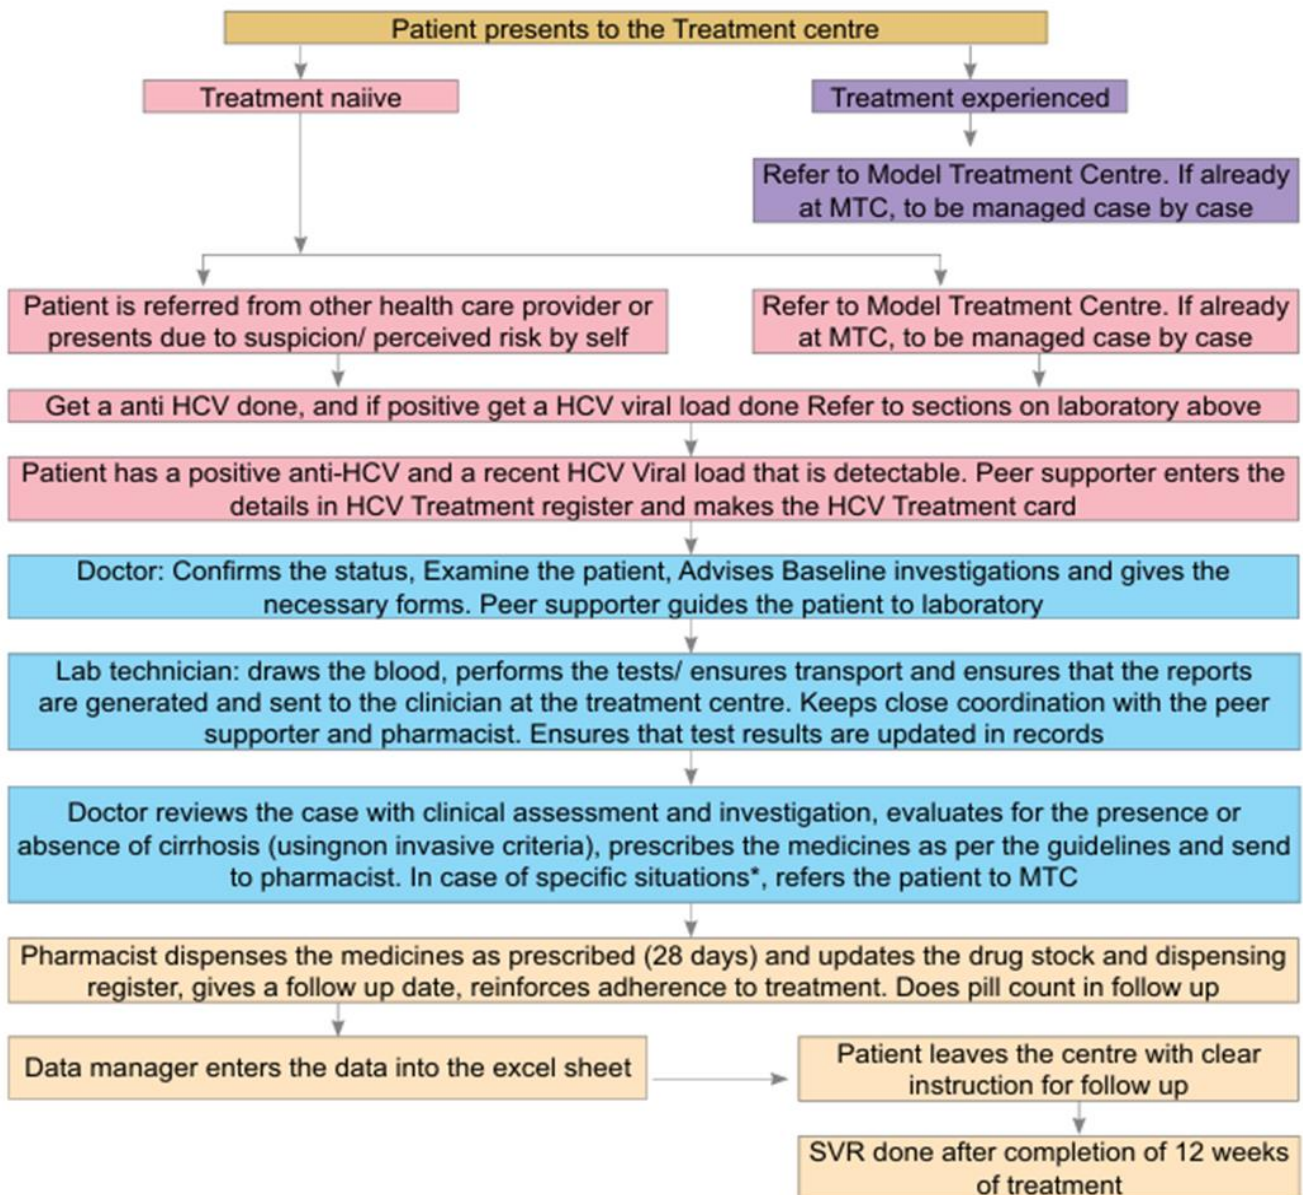 Patient presents to the Treatment centre
Treatment naiive
Treatment experienced
Refer to Model Treatment Centre. If already
at MTC, to be managed case by case
Patient is referred from other health care provider or
presents due to suspicion/ perceived risk by self
Refer to Model Treatment Centre. If already
at MTC, to be managed case by case
Get a anti HCV done, and if positive get a HCV viral load done Refer to sections on laboratory above
Patient has a positive anti-HCV and a recent HCV Viral load that is detectable. Peer supporter enters the
details in HCV Treatment register and makes the HCV Treatment card
Doctor: Confirms the status, Examine the patient, Advises Baseline investigations and gives the
necessary forms. Peer supporter guides the patient to laboratory
Lab technician: draws the blood, performs the tests/ ensures transport and ensures that the reports
are generated and sent to the clinician at the treatment centre. Keeps close coordination with the peer
supporter and pharmacist. Ensures that test results are updated in records
Doctor reviews the case with clinical assessment and investigation, evaluates for the presence or
absence of cirrhosis (usingnon invasive criteria), prescribes the medicines as per the guidelines and send
to pharmacist. In case of specific situations*, refers the patient to MTC
Pharmacist dispenses the medicines as prescribed (28 days) and updates the drug stock and dispensing
register, gives a follow up date, reinforces adherence to treatment. Does pill count in follow up
Data manager enters the data into the excel sheet
Patient leaves the centre with clear
instruction for follow up
SVR done after completion of 12 weeks
of treatment